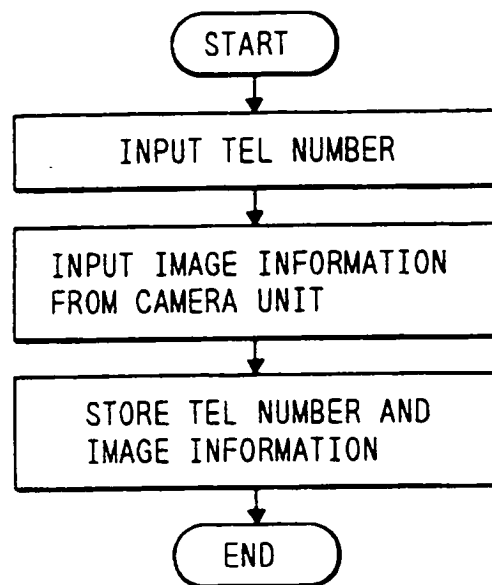 START
INPUT TEL NUMBER
INPUT IMAGE INFORMATION
FROM CAMERA UNIT
STORE TEL NUMBER AND
IMAGE INFORMATION
END